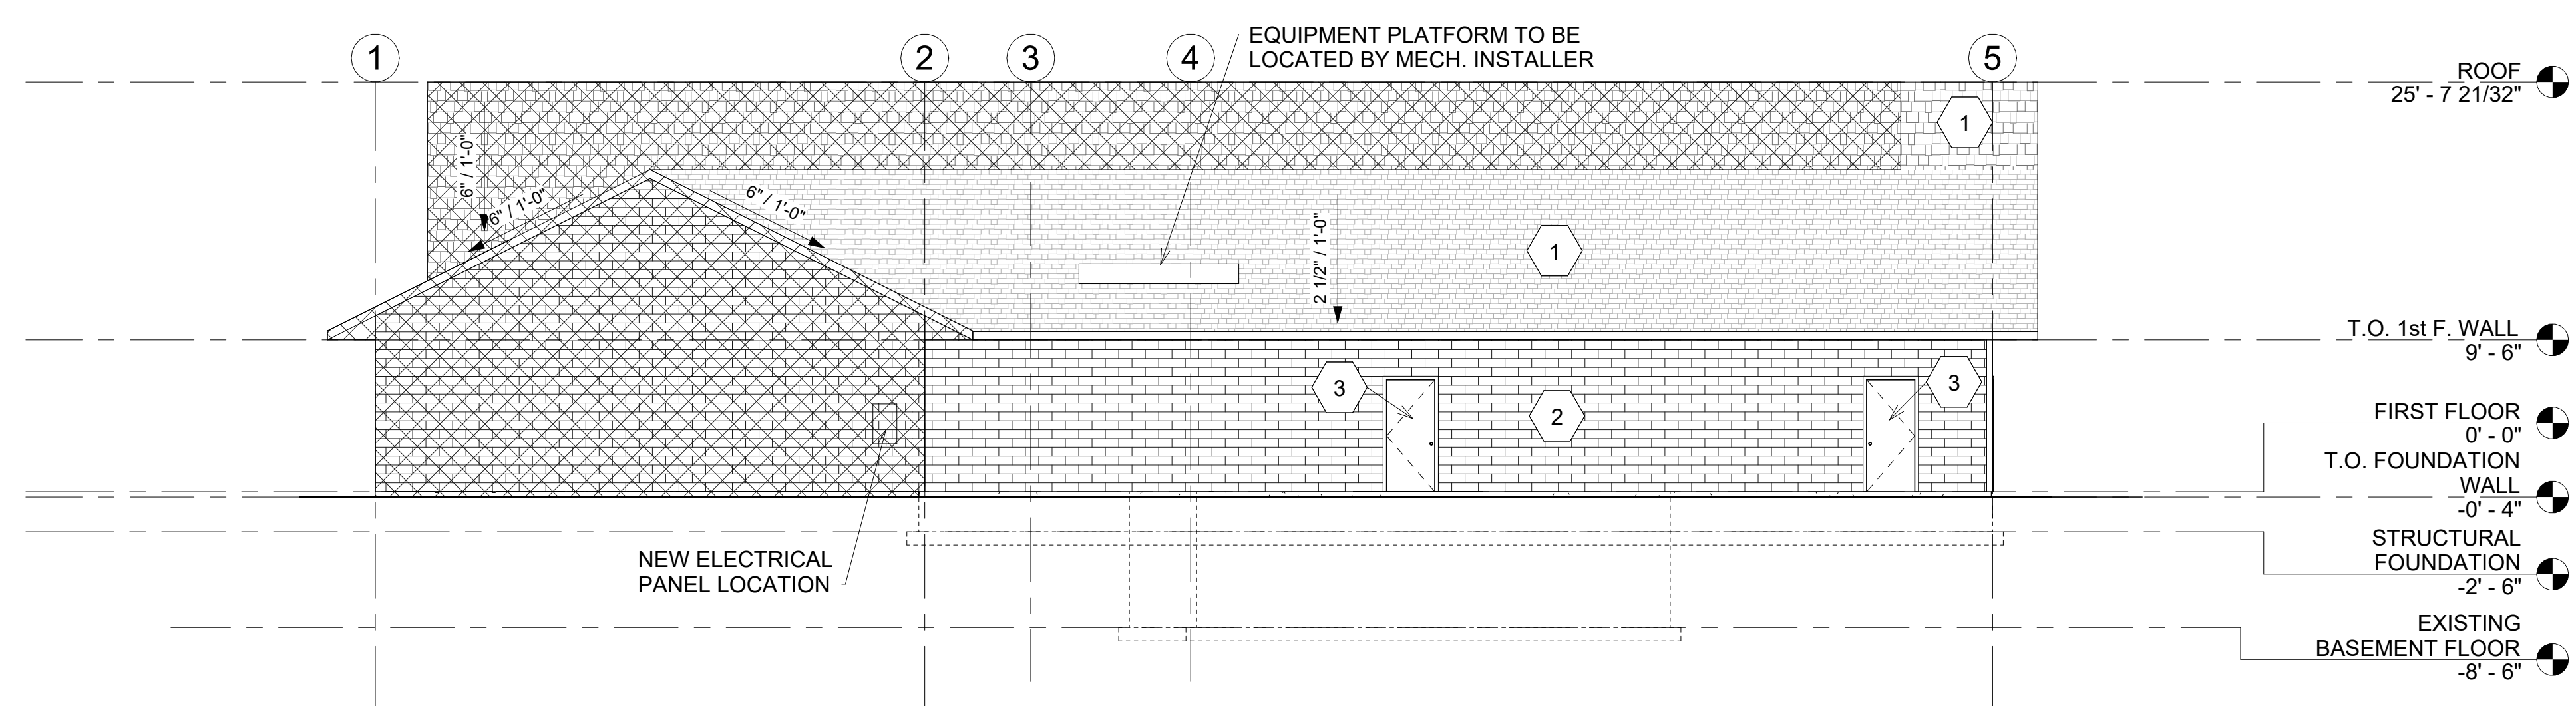 EQUIPMENT PLATFORM TO BE
LOCATED BY MECH. INSTALLER
1
2
3
4
5
ROOF
25' - 7 21/32"
1
6" / 1'-0"
6" / 1'-0"
6" / 1'-0"
2 1/2" / 1'-0"
1
T.O. 1st F. WALL
9' - 6"
3
2
3
FIRST FLOOR
0' - 0"
T.O. FOUNDATION
WALL
-0' - 4"
NEW ELECTRICAL
PANEL LOCATION
STRUCTURAL
FOUNDATION
-2' - 6"
EXISTING
BASEMENT FLOOR
-8' - 6"